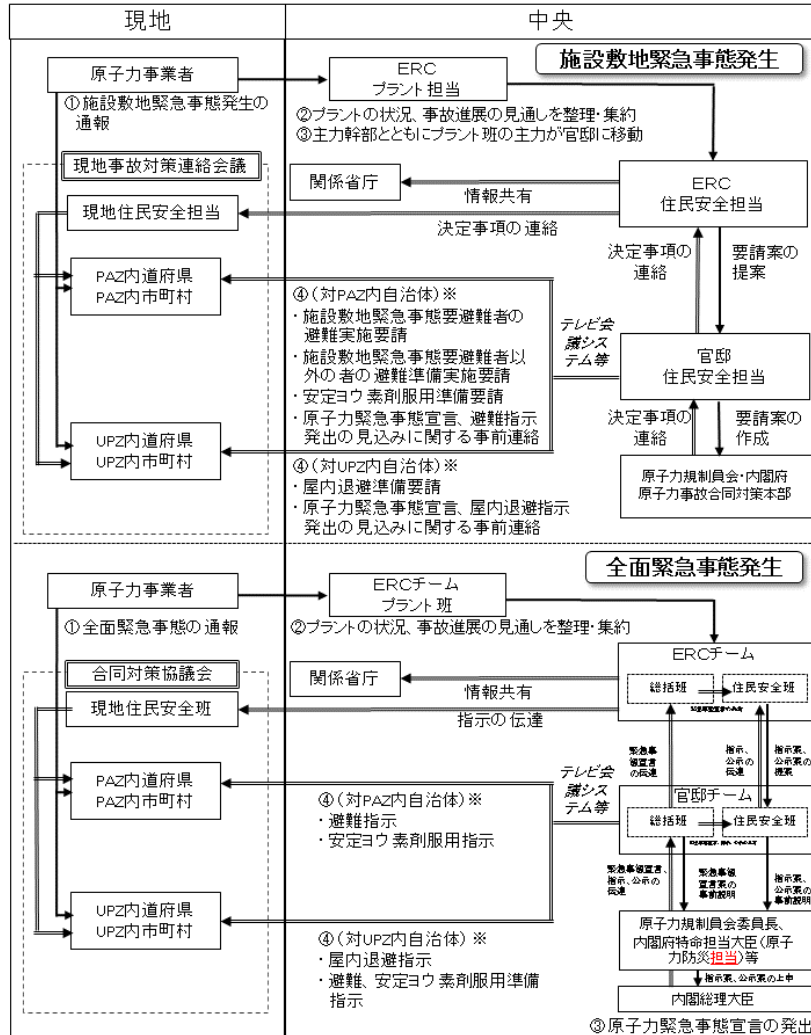 現地
中央
施設敷地緊急事態発生
原子力事業者
ERC
プラント担当
①施設敷地緊急事態発生の
通報
②プラントの状況、事故進展の見通しを整理・集約
③主力幹部とともにプラント班の主力が官邸に移動
現地事故対策連絡会議
関係省庁
情報共有
ERC
住民安全担当
現地住民安全担当
決定事項の連絡
決定事項の
連絡
要請案の
提案
PAZ内道府県
PAZ内市町村
④(対PAZ内自治体)※
・施設敷地緊急事態要避難者の
避難実施要請
・施設敷地緊急事態要避難者以
外の者の避難準備実施要請
・安定ヨウ素剤服用準備要請
・原子力緊急事態宣言、避難指示
発出の見込みに関する事前連絡
テレビ会
議シス
テム等
官邸
住民安全担当
決定事項の
連絡
要請案の
作成
UPZ内道府県
UPZ内市町村
④(対UPZ内自治体)※
・屋内退避準備要請
・原子力緊急事態宣言、屋内退避指示
発出の見込みに関する事前連絡
原子力規制員会・内閣府
原子力事故合同対策本部
全面緊急事態発生
原子力事業者
ERCチーム
プラント班
①全面緊急事態の通報
②プラントの状況、事故進展の見通しを整理・集約
合同対策協議会
関係省庁
情報共有
ERCチーム
総括班
住民安全班
現地住民安全班
指示の伝達
緊急事
態宣言
の伝達
指示、
公示の
伝達
指示案、
公示案の
提案
PAZ内道府県
PAZ内市町村
④(対PAZ内自治体)※
・避難指示
・安定ヨウ素剤服用指示
テレビ会
議シス
テム等
官邸チーム
総括班
住民安全班
緊急事態宣言、
指示、公示の
伝達
緊急事態
宣言案の
事前説明
指示案、
公示案の
事前説明
UPZ内道府県
UPZ内市町村
④(対UPZ内自治体)※
・屋内退避指示
・避難、安定ヨウ素剤服用準備
指示
原子力規制員会委員長、
内閣府特命担当大臣(原子
力防災担当)等
指示案、公示案の上申
内閣総理大臣
③原子力緊急事態宣言の発出